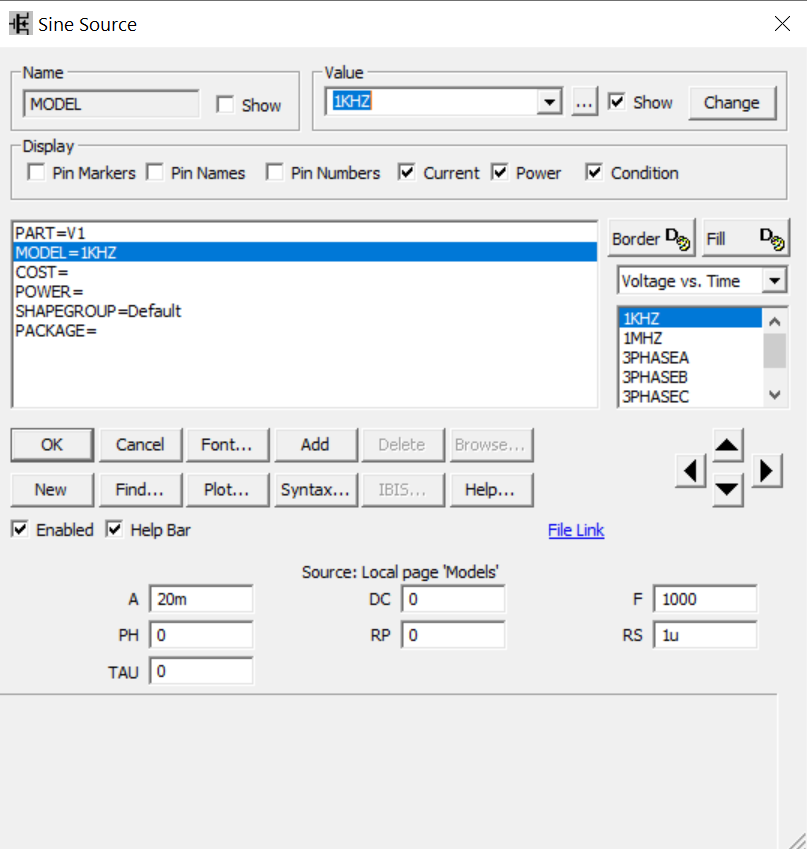 Sine Source
Name
MODEL
Show
Value
1KHZ
...
Show
Change
Display
Pin Markers
Pin Names
Pin Numbers
Current
Power
Condition
PART=V1
MODEL=1KHZ
COST=
POWER=
SHAPEGROUP=Default
PACKAGE=
Border
Fill
Voltage vs. Time
1KHZ
1MHZ
3PHASEA
3PHASEB
3PHASEC
OK
Cancel
Font...
Add
Delete
Browse...
New
Find...
Plot...
Syntax...
IBIS...
Help...
Enabled
Help Bar
File Link
Source: Local page 'Models'
A 20m
DC 0
F 1000
PH 0
RP 0
RS 1u
TAU 0